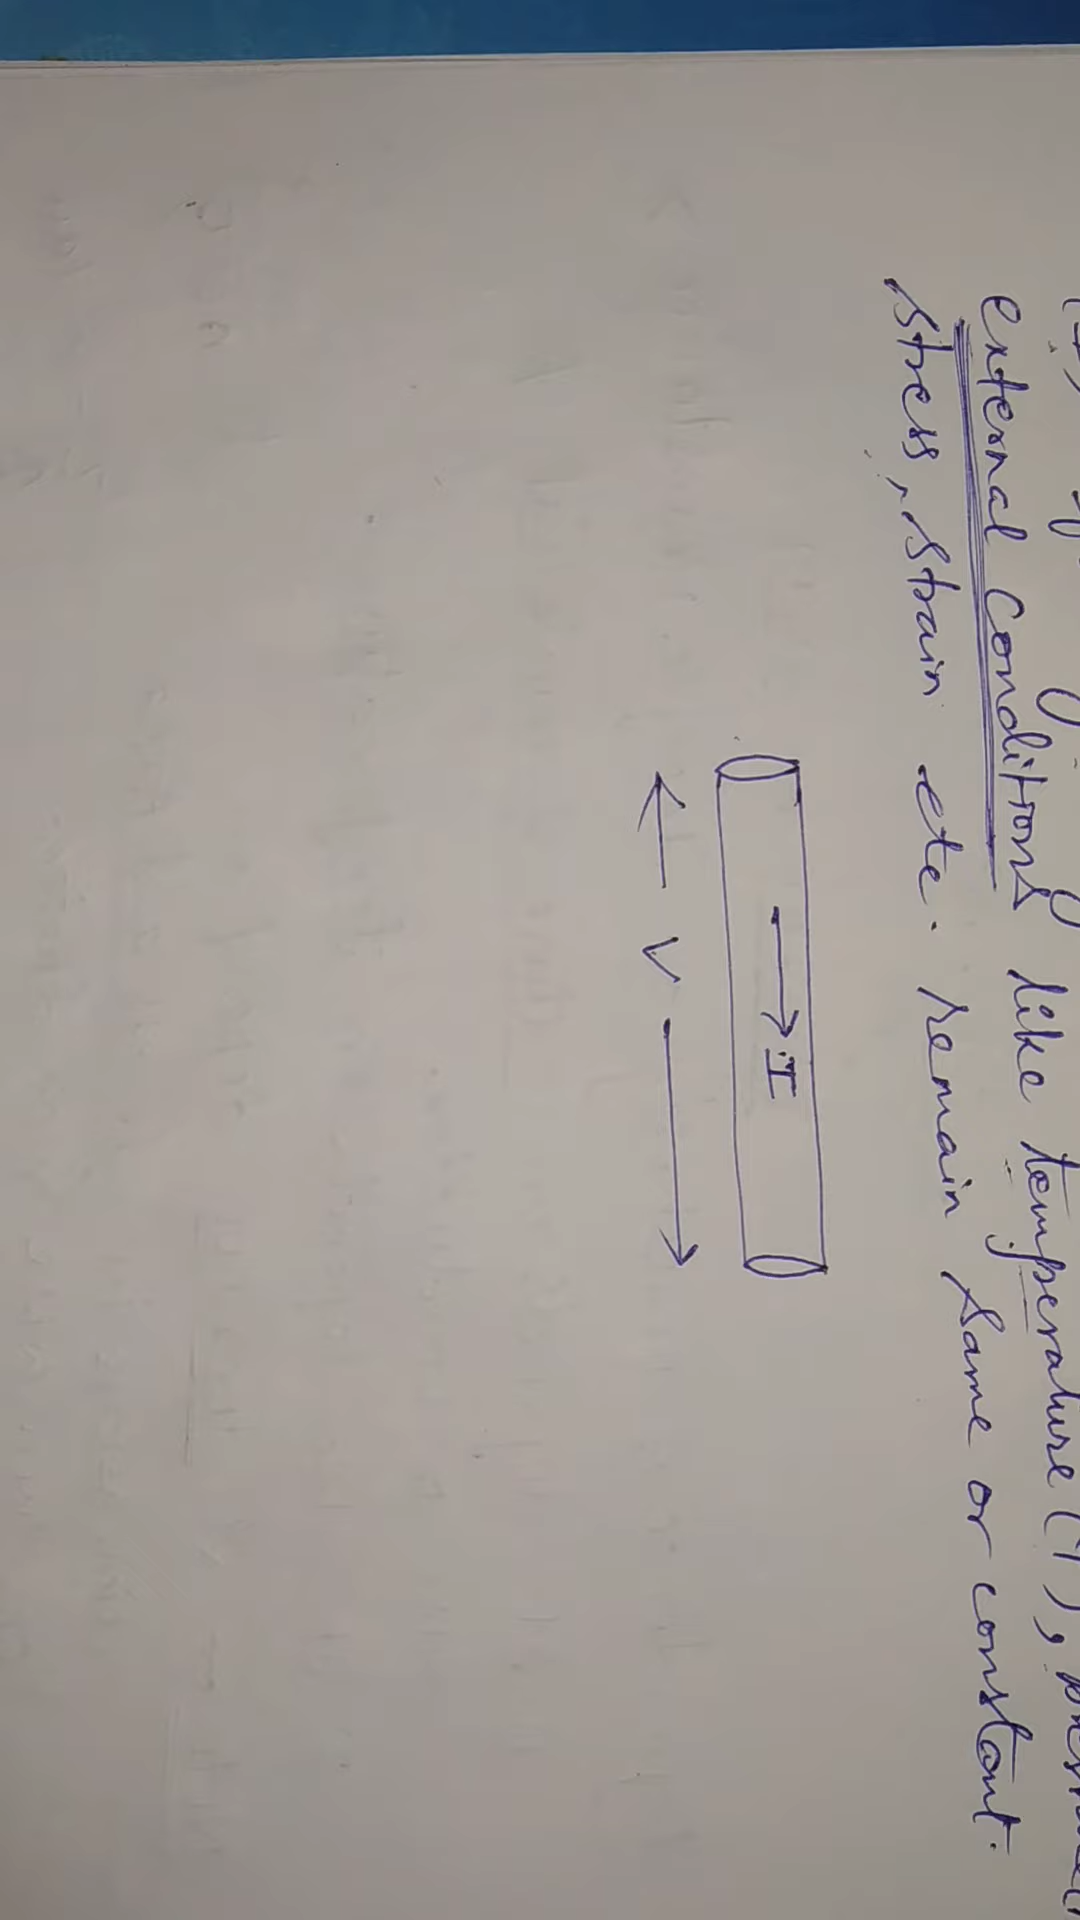 external conditions like temperature (T),
stress, strain etc. remain same or constant.
I
V